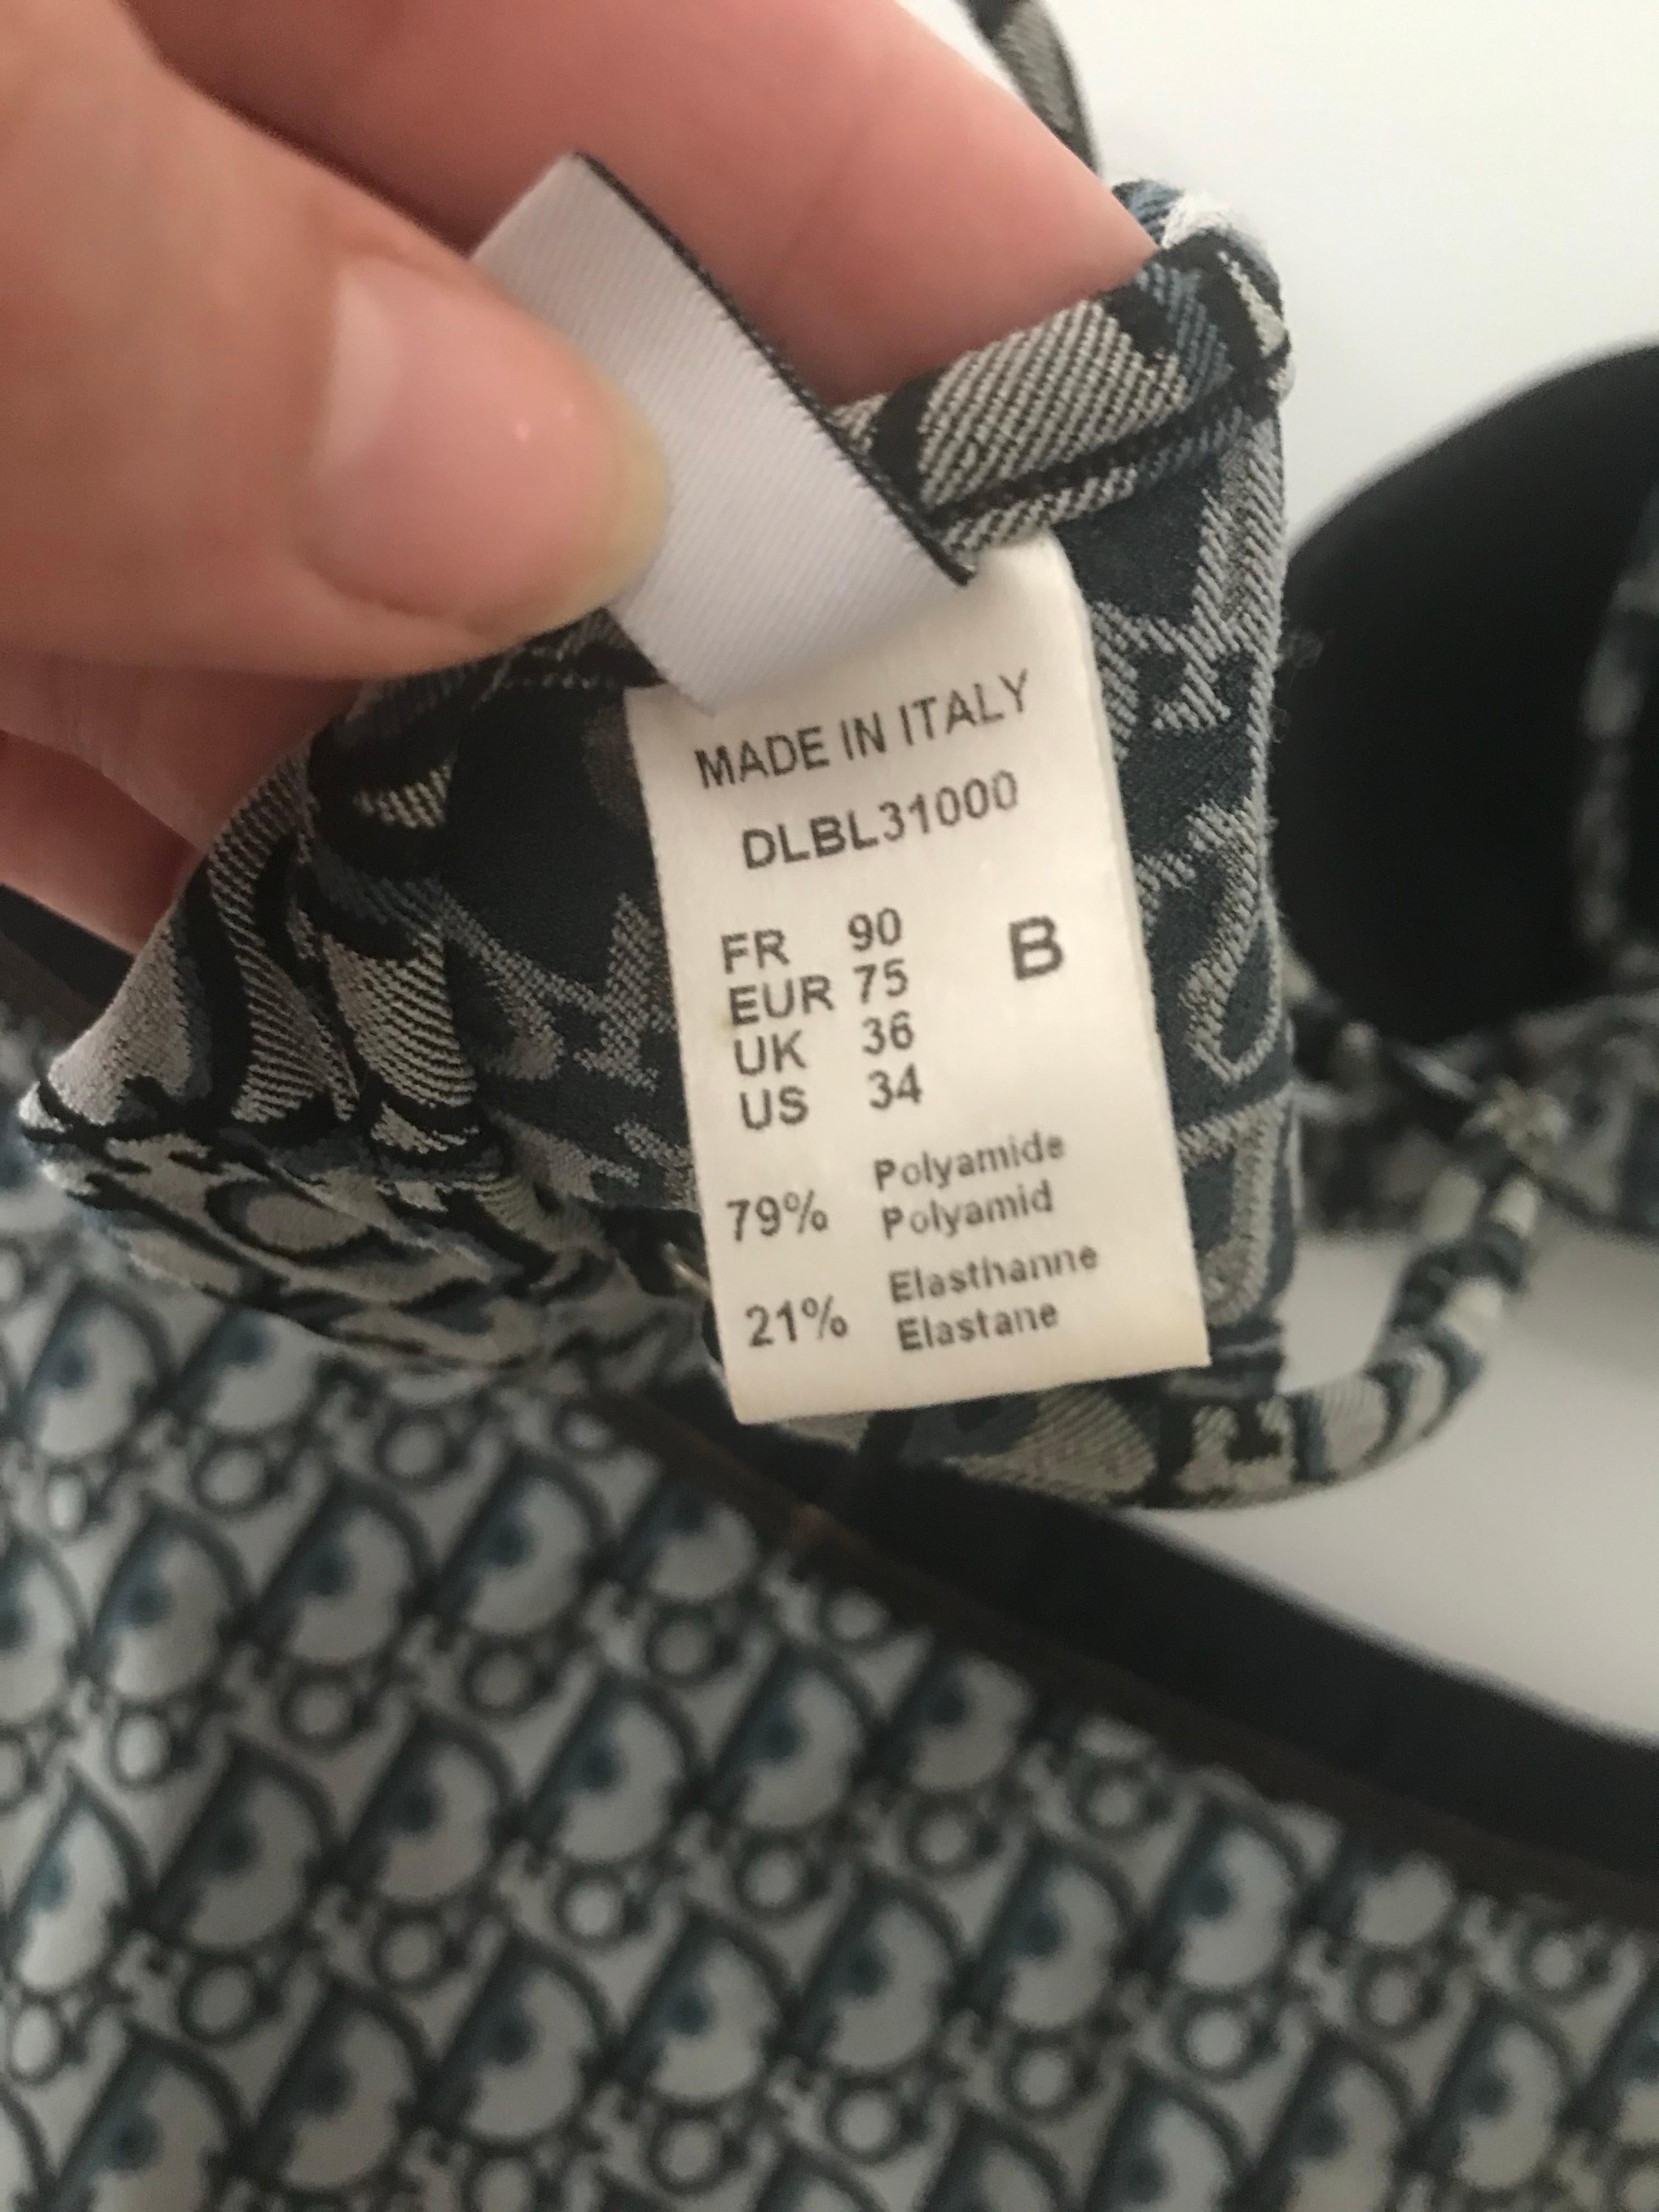 MADE IN ITALY
DLBL31000
FR 90 B
EUR 75
UK 36
US 34
79% Polyamide
Polyamid
21% Elasthanne
Elastane